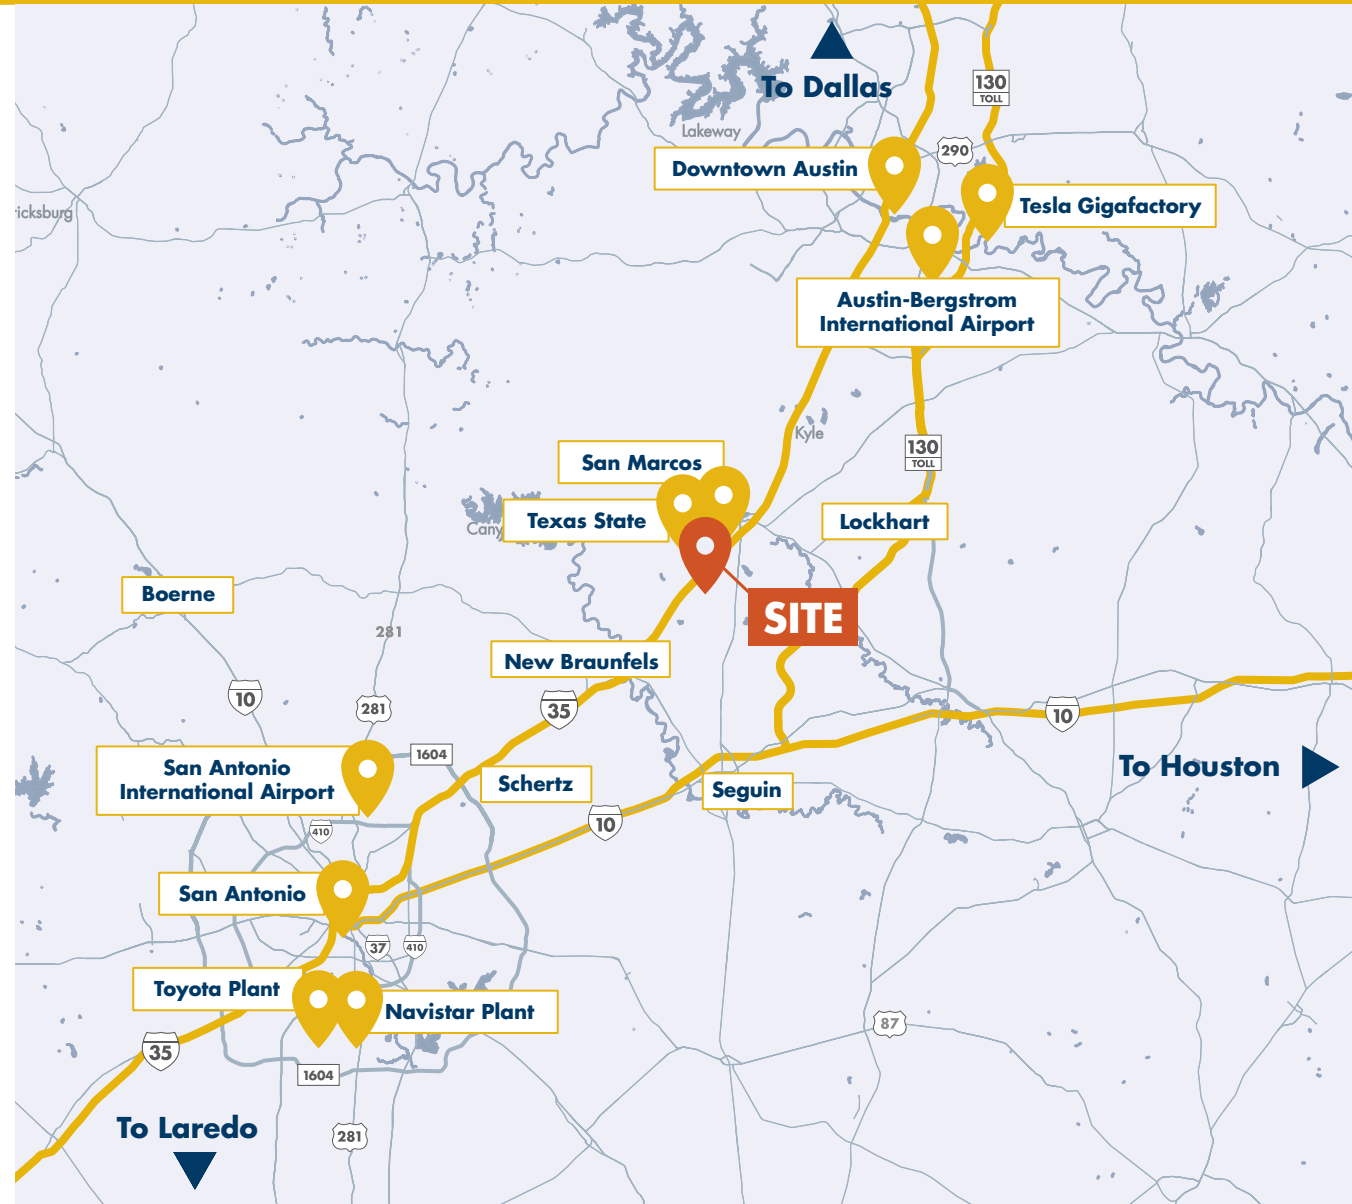 To Dallas
130
TOLL
Lakeway
290
Downtown Austin
Tesla Gigafactory
ricksburg
Austin-Bergstrom
International Airport
Kyle
130
TOLL
San Marcos
Texas State
Lockhart
Cany
SITE
Boerne
281
New Braunfels
10
281
35
10
1604
San Antonio
International Airport
To Houston
Schertz
Seguin
10
410
San Antonio
37
410
Toyota Plant
Navistar Plant
87
35
1604
To Laredo
281